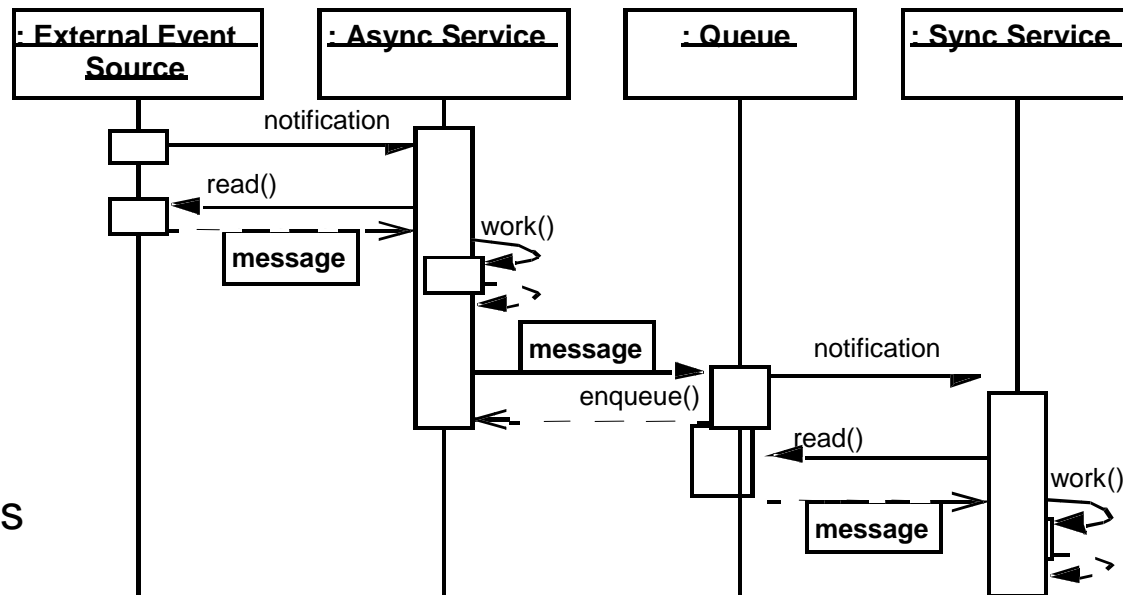 : External Event
Source
: Async Service
: Queue
: Sync Service
notification
read()
work()
message
message
notification
enqueue()
read()
work()
s
message